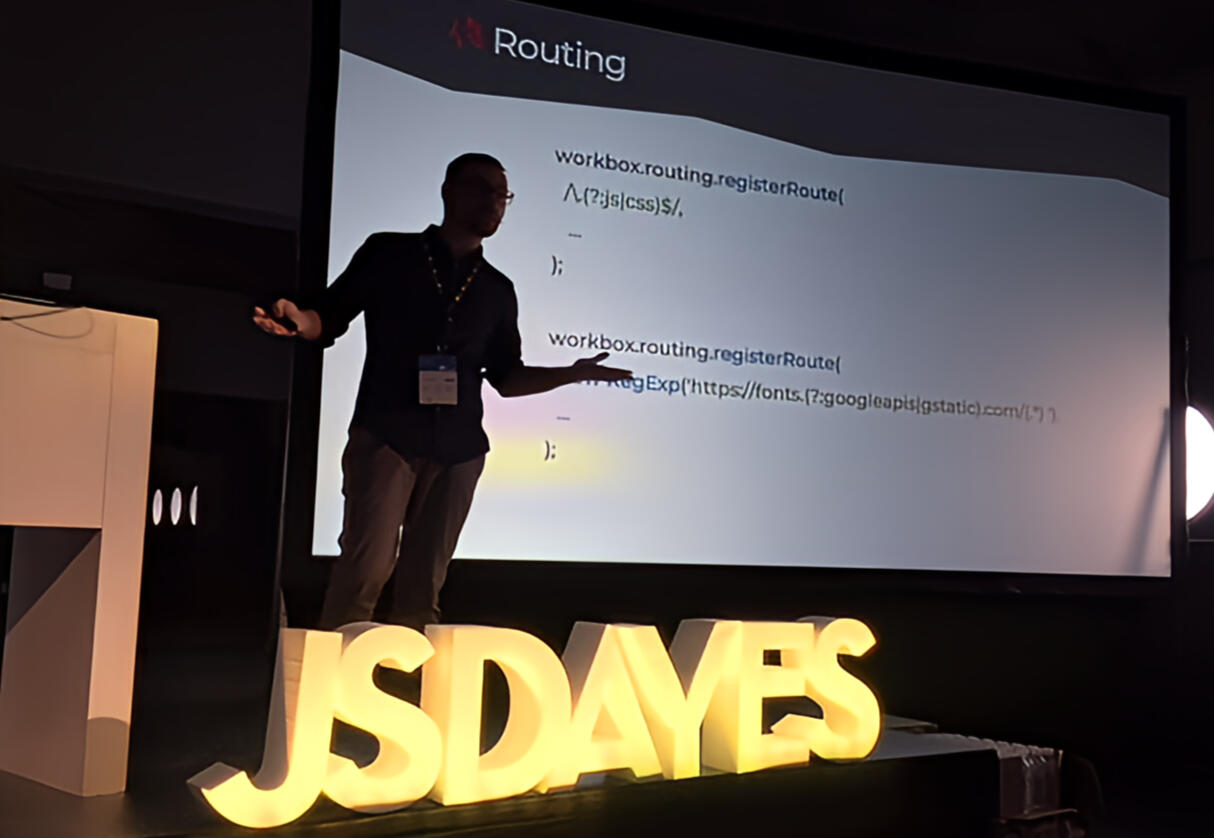 Routing
workbox.routing.registerRoute(
/\.(?:js|css)$/,
...
);
workbox.routing.registerRoute(
RegExp('https://fonts.(?:googleapis|gstatic).com/(.*) '),
...
);
JSDAYES